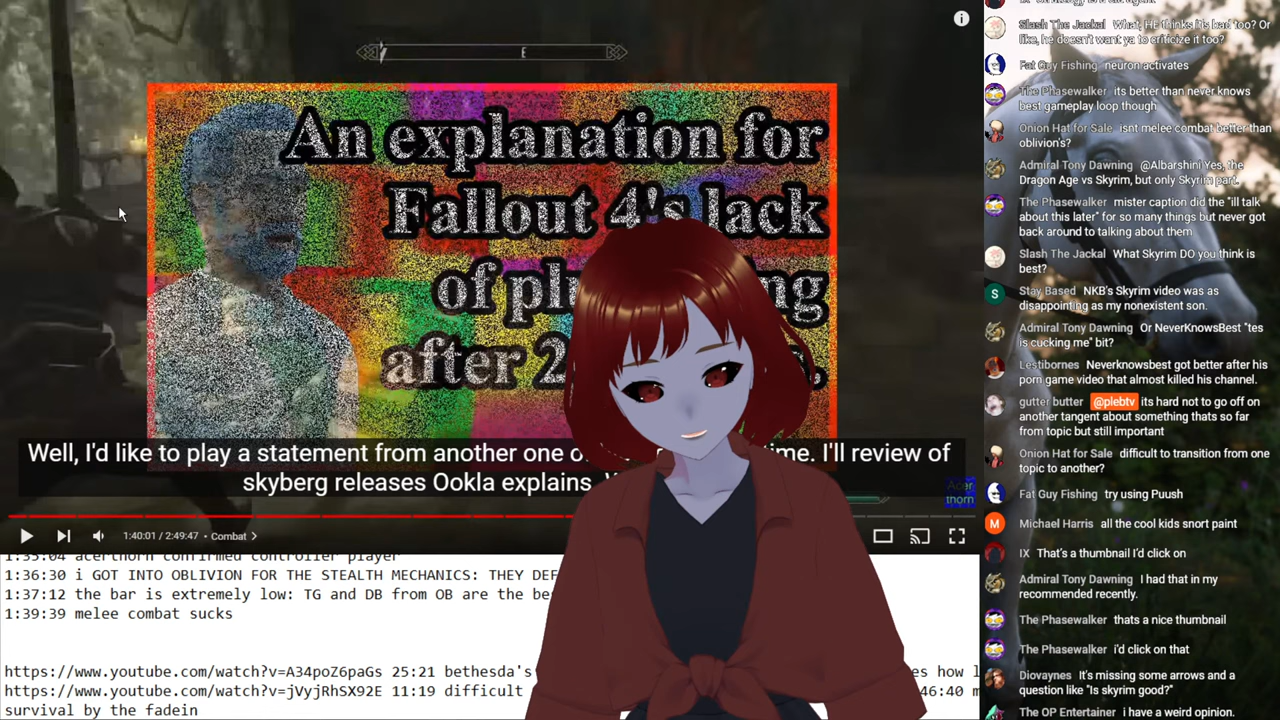 E
An explanation for
Fallout 4's lack
of
ng
after 2
Well, I'd like to play a statement from another one o time. I'll review of
skyberg releases Ookla explains.
Acer
thorn
1:40:01 / 2:49:47 • Combat >
1:35:04 acerthorn confirmed controller player
1:36:30 i GOT INTO OBLIVION FOR THE STEALTH MECHANICS: THEY DEF
1:37:12 the bar is extremely low: TG and DB from OB are the be
1:39:39 melee combat sucks
https://www.youtube.com/watch?v=A34poZ6paGs 25:21 bethesda's es how l
https://www.youtube.com/watch?v=jVyjRhSX92E 11:19 difficult 46:40 m
survival by the fadein
Slash The Jackal What, HE thinks its bad too? Or
like, he doesn't want ya to criticize it too?
Fat Guy Fishing neuron activates
The Phasewalker its better than never knows
best gameplay loop though
Onion Hat for Sale isnt melee combat better than
oblivion's?
Admiral Tony Dawning @Albarshini Yes, the
Dragon Age vs Skyrim, but only Skyrim part.
The Phasewalker mister caption did the "ill talk
about this later" for so many things but never got
back around to talking about them
Slash The Jackal What Skyrim DO you think is
best?
S
Stay Based NKB's Skyrim video was as
disappointing as my nonexistent son.
Admiral Tony Dawning Or NeverKnowsBest "tes
is cucking me" bit?
Lestibornes Neverknowsbest got better after his
porn game video that almost killed his channel.
gutter butter @plebtv its hard not to go off on
another tangent about something thats so far
from topic but still important
Onion Hat for Sale difficult to transition from one
topic to another?
Fat Guy Fishing try using Puush
M
Michael Harris all the cool kids snort paint
IX That's a thumbnail I'd click on
Admiral Tony Dawning I had that in my
recommended recently.
The Phasewalker thats a nice thumbnail
The Phasewalker i'd click on that
Diovaynes It's missing some arrows and a
question like "Is skyrim good?"
The OP Entertainer i have a weird opinion.